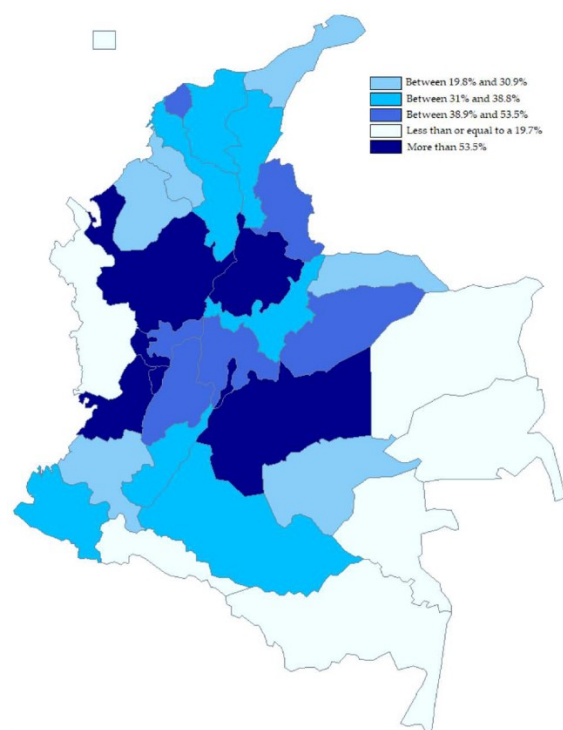 Between 19.8% and 30.9%
Between 31% and 38.8%
Between 38.9% and 53.5%
Less than or equal to a 19.7%
More than 53.5%